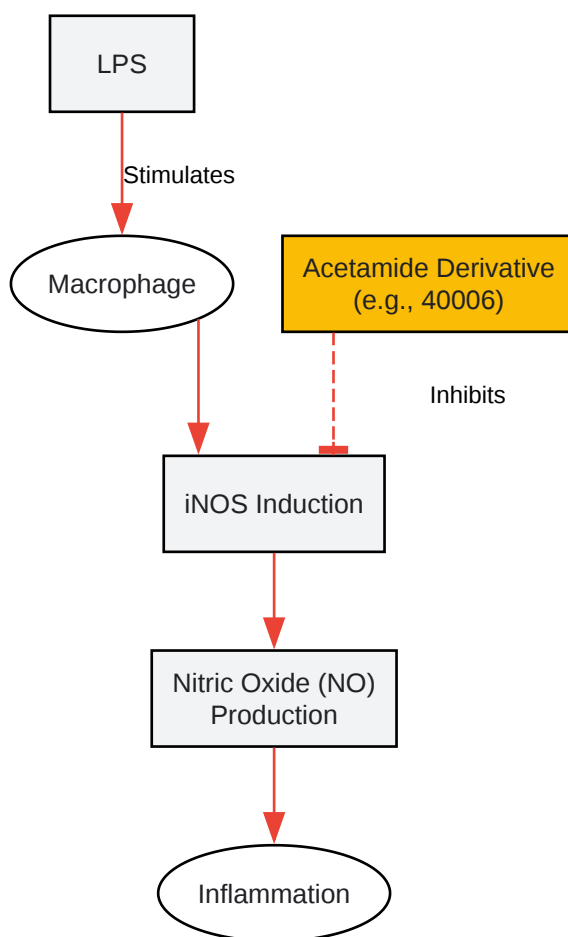 LPS
Stimulates
Macrophage
Acetamide Derivative
(e.g., 40006)
Inhibits
iNOS Induction
Nitric Oxide (NO)
Production
Inflammation